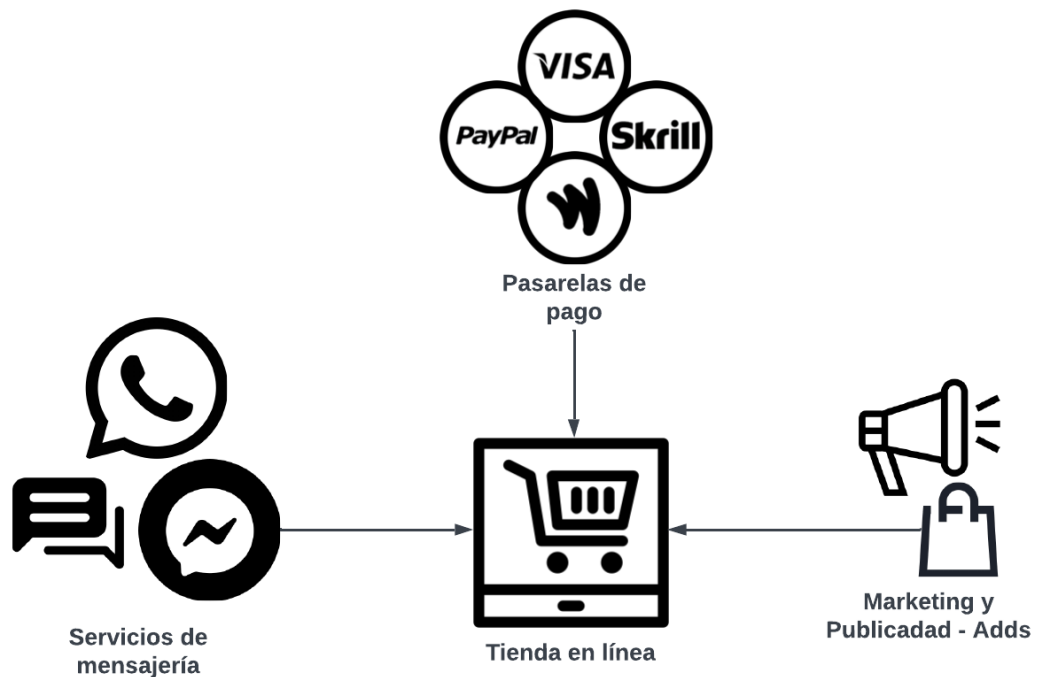 VISA
PayPal
Skrill
Pasarelas de
pago
Servicios de
mensajería
Tienda en línea
Marketing y
Publicadad - Adds